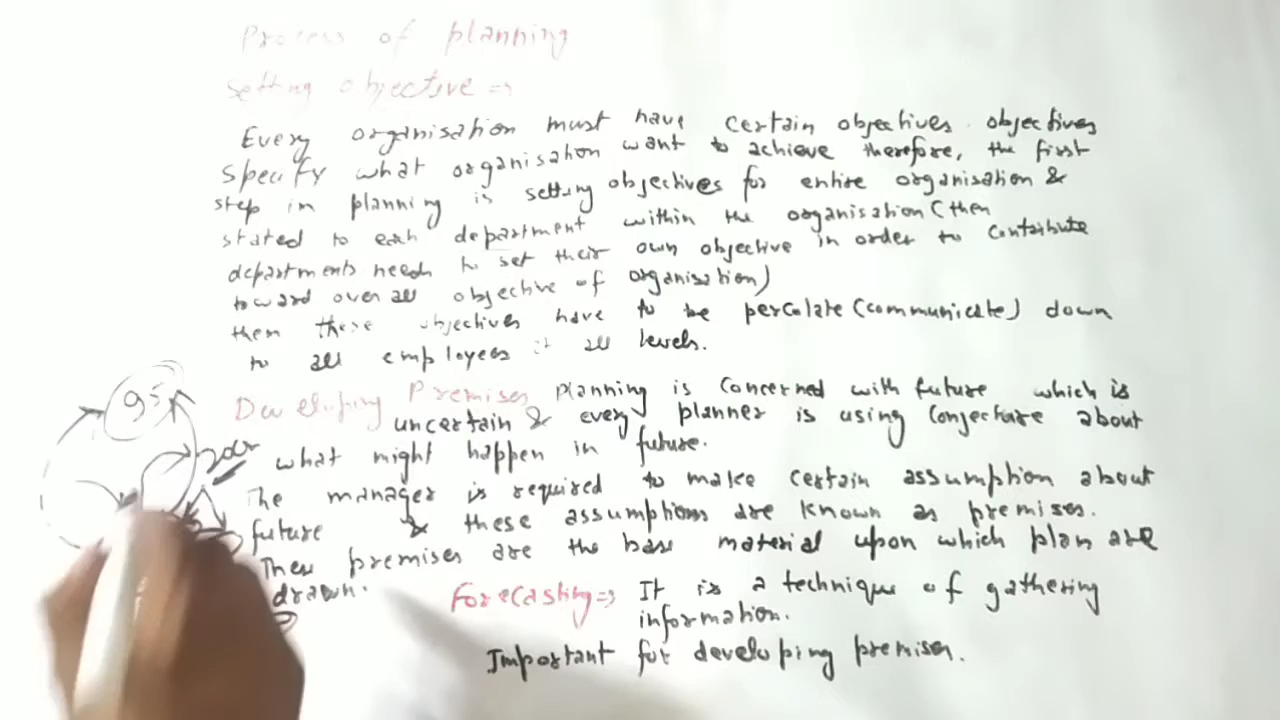 Process of planning
Setting Objective ⇒
Every organisation must have certain objectives. objectives
specify what organisation want to achieve therefore, the first
step in planning is setting objectives for entire organisation &
stated to each department within the organisation (then
departments needs to set their own objective in order to contribute
toward over all objective of organisation)
then these objectives have to be percolate (communicate) down
to all employees at all levels.
Developing Premises planning is concerned with future which is
uncertain & every planner is using conjecture about
what might happen in future.
The manager is required to make certain assumption about
future & these assumptions are known as premises.
These premises are the base material upon which plan are
drawn.
Forecasting ⇒ It is a technique of gathering
information.
Important for developing premises.
95